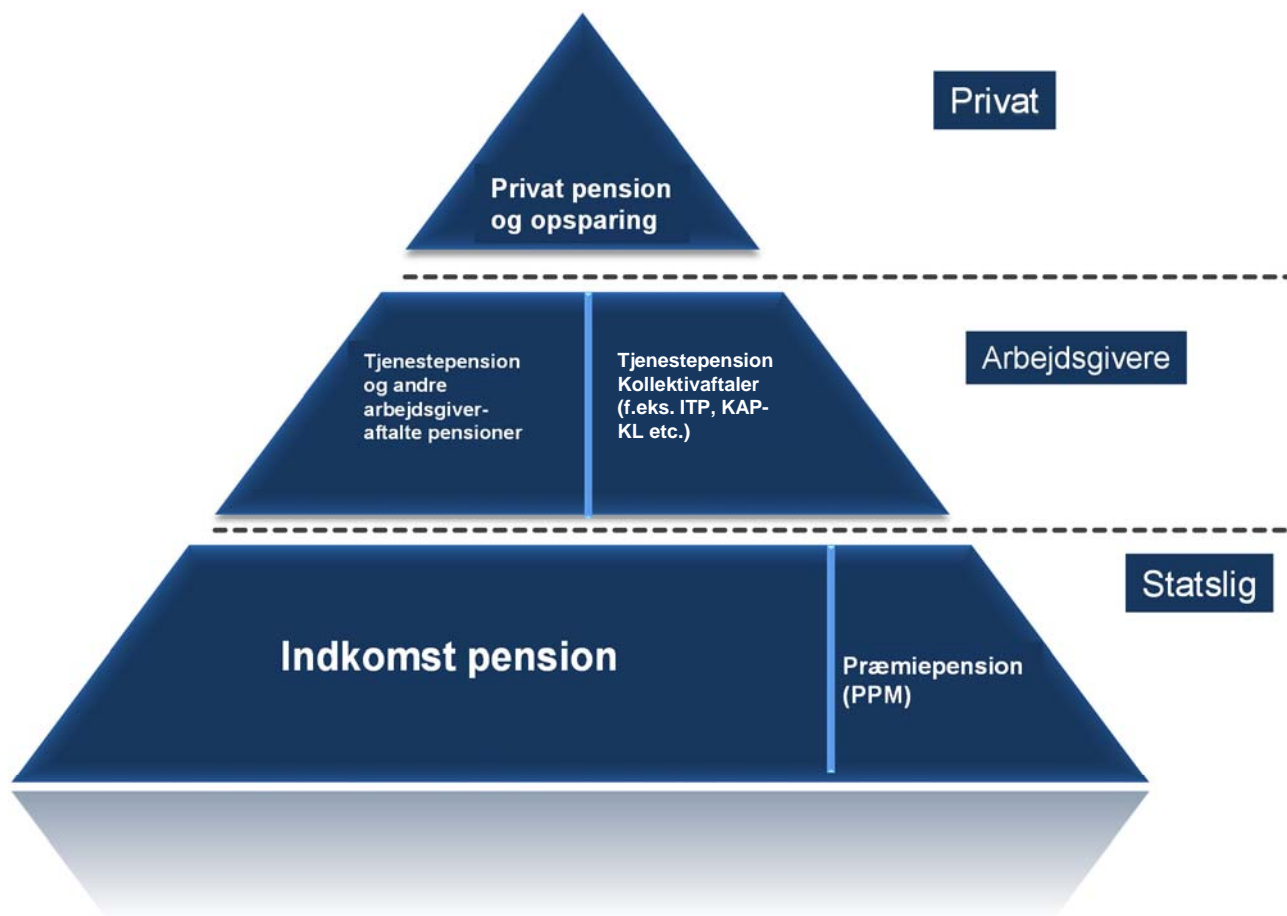 Privat
Privat pension
og opsparing
Arbejdsgivere
Tjenestepension
og andre
arbejdsgiver-
aftalte pensioner
Tjenestepension
Kollektivaftaler
(f.eks. ITP, KAP-
KL etc.)
Statslig
Indkomst pension
Præmiepension
(PPM)